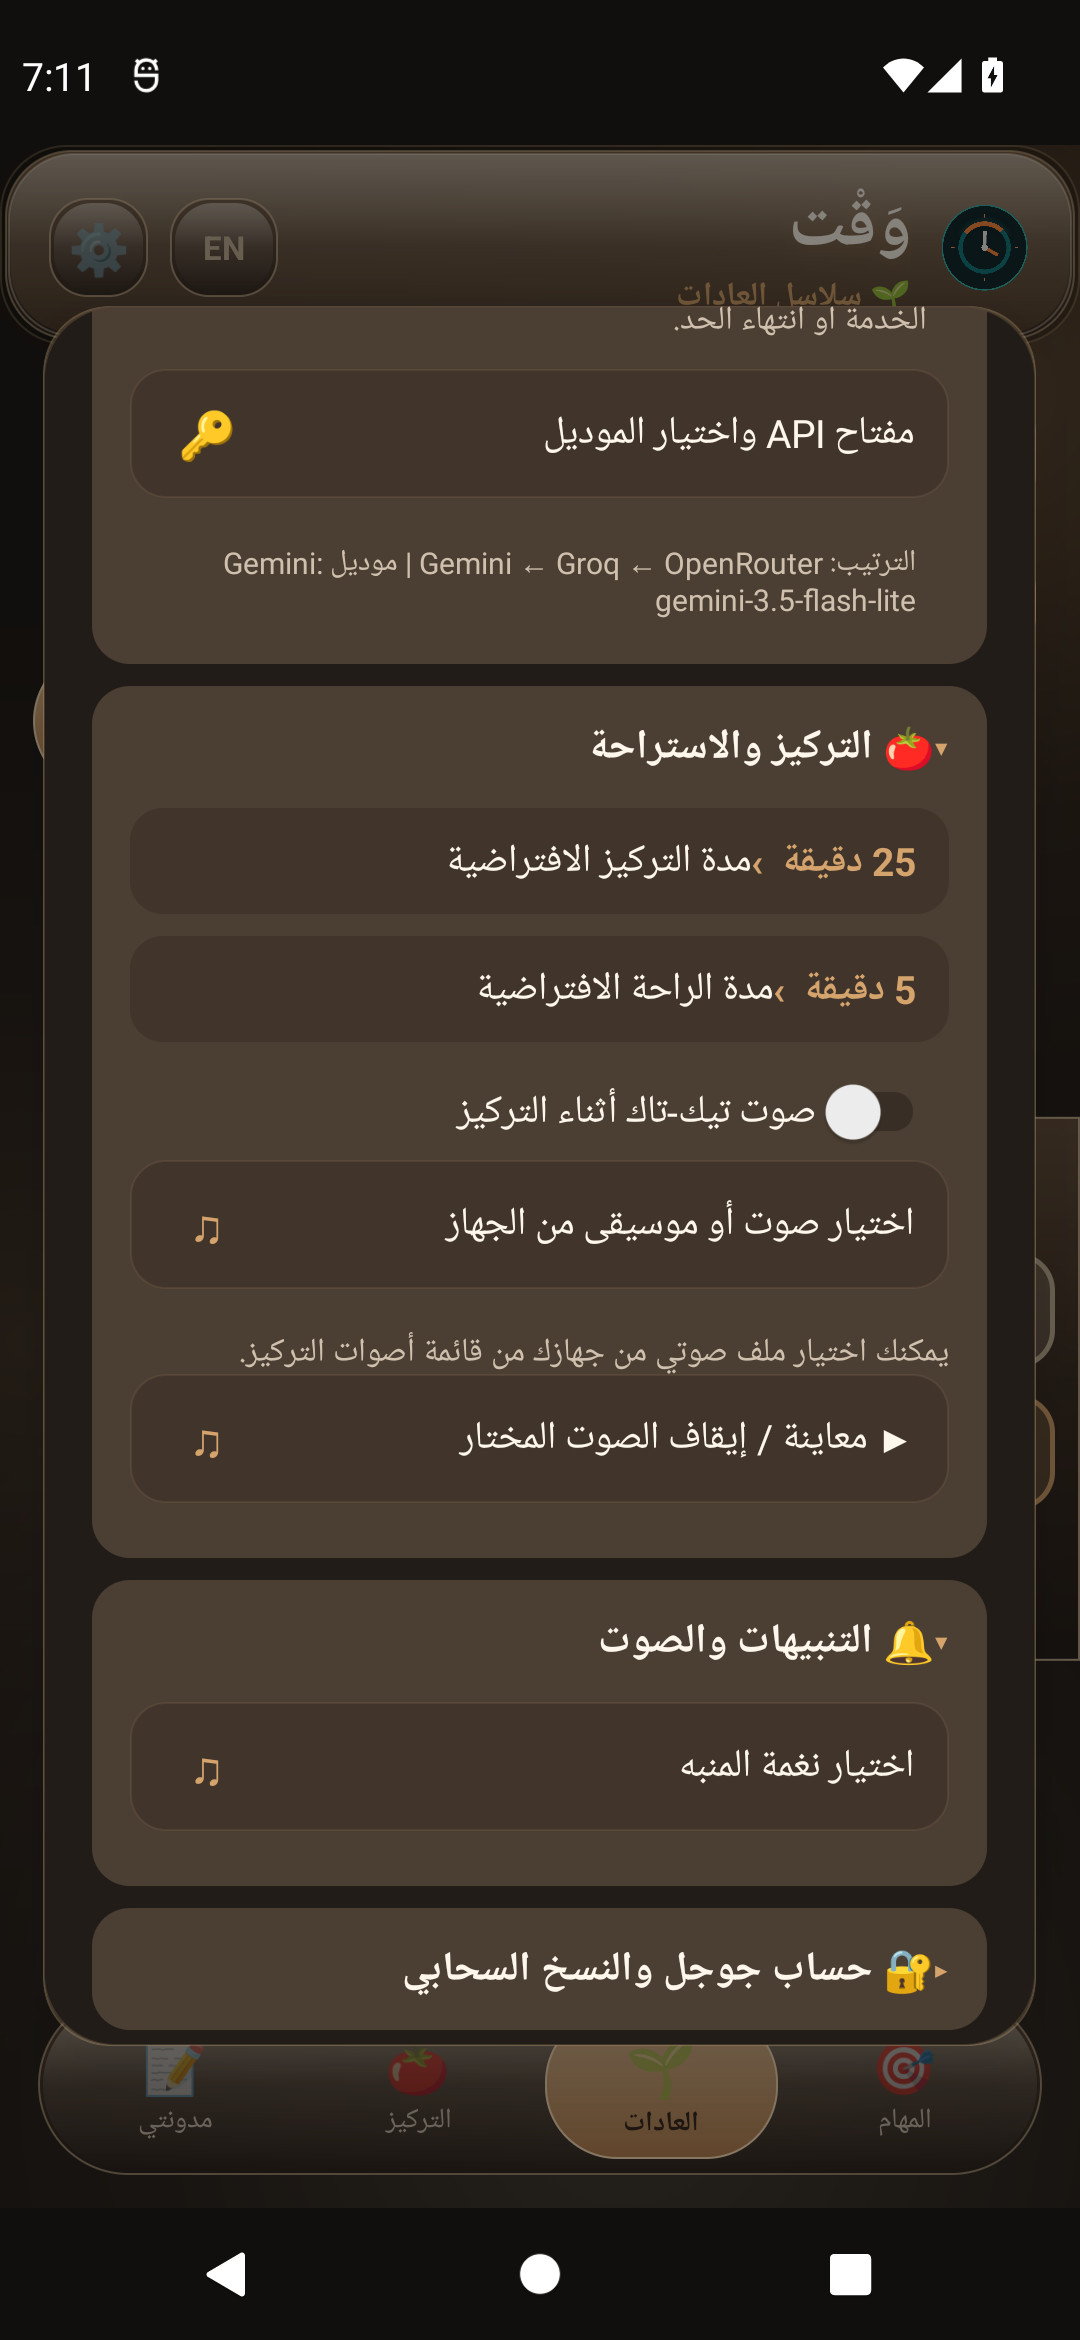 7:11
وَقْت
EN
سلاسل العادات
الخدمة او انتهاء الحد.
مفتاح API واختيار الموديل
الترتيب: Gemini ← Groq ← OpenRouter | موديل Gemini:
gemini-3.5-flash-lite
التركيز والاستراحة
25 دقيقة ‹ مدة التركيز الافتراضية
5 دقيقة ‹ مدة الراحة الافتراضية
صوت تيك-تاك أثناء التركيز
اختيار صوت أو موسيقى من الجهاز
يمكنك اختيار ملف صوتي من جهازك من قائمة أصوات التركيز.
معاينة / إيقاف الصوت المختار
التنبيهات والصوت
اختيار نغمة المنبه
حساب جوجل والنسخ السحابي
المهام
العادات
التركيز
مدونتي